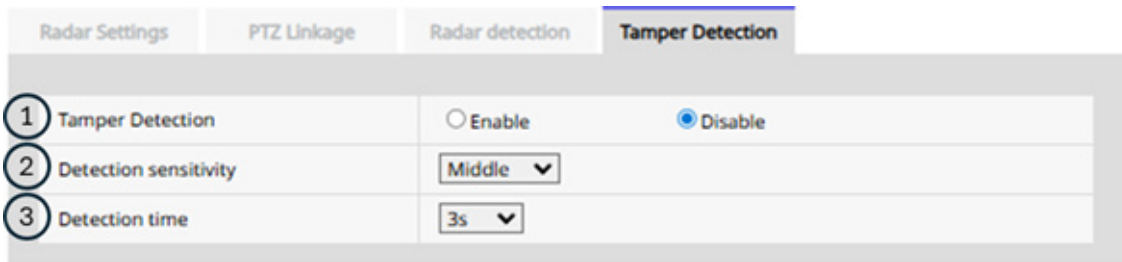 Radar Settings PTZ Linkage Radar detection Tamper Detection
1 Tamper Detection Enable Disable
2 Detection sensitivity Middle
3 Detection time 3s